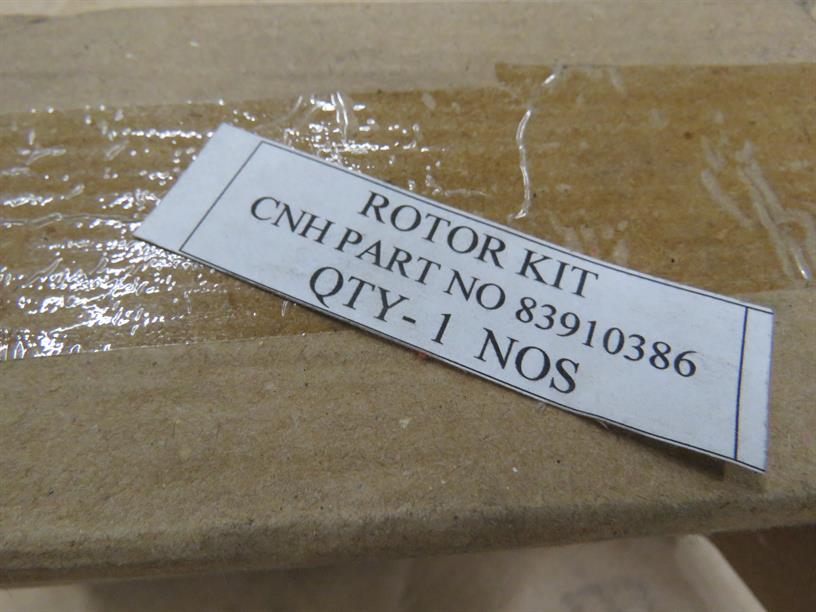 ROTOR KIT
CNH PART NO 83910386
QTY- 1 NOS